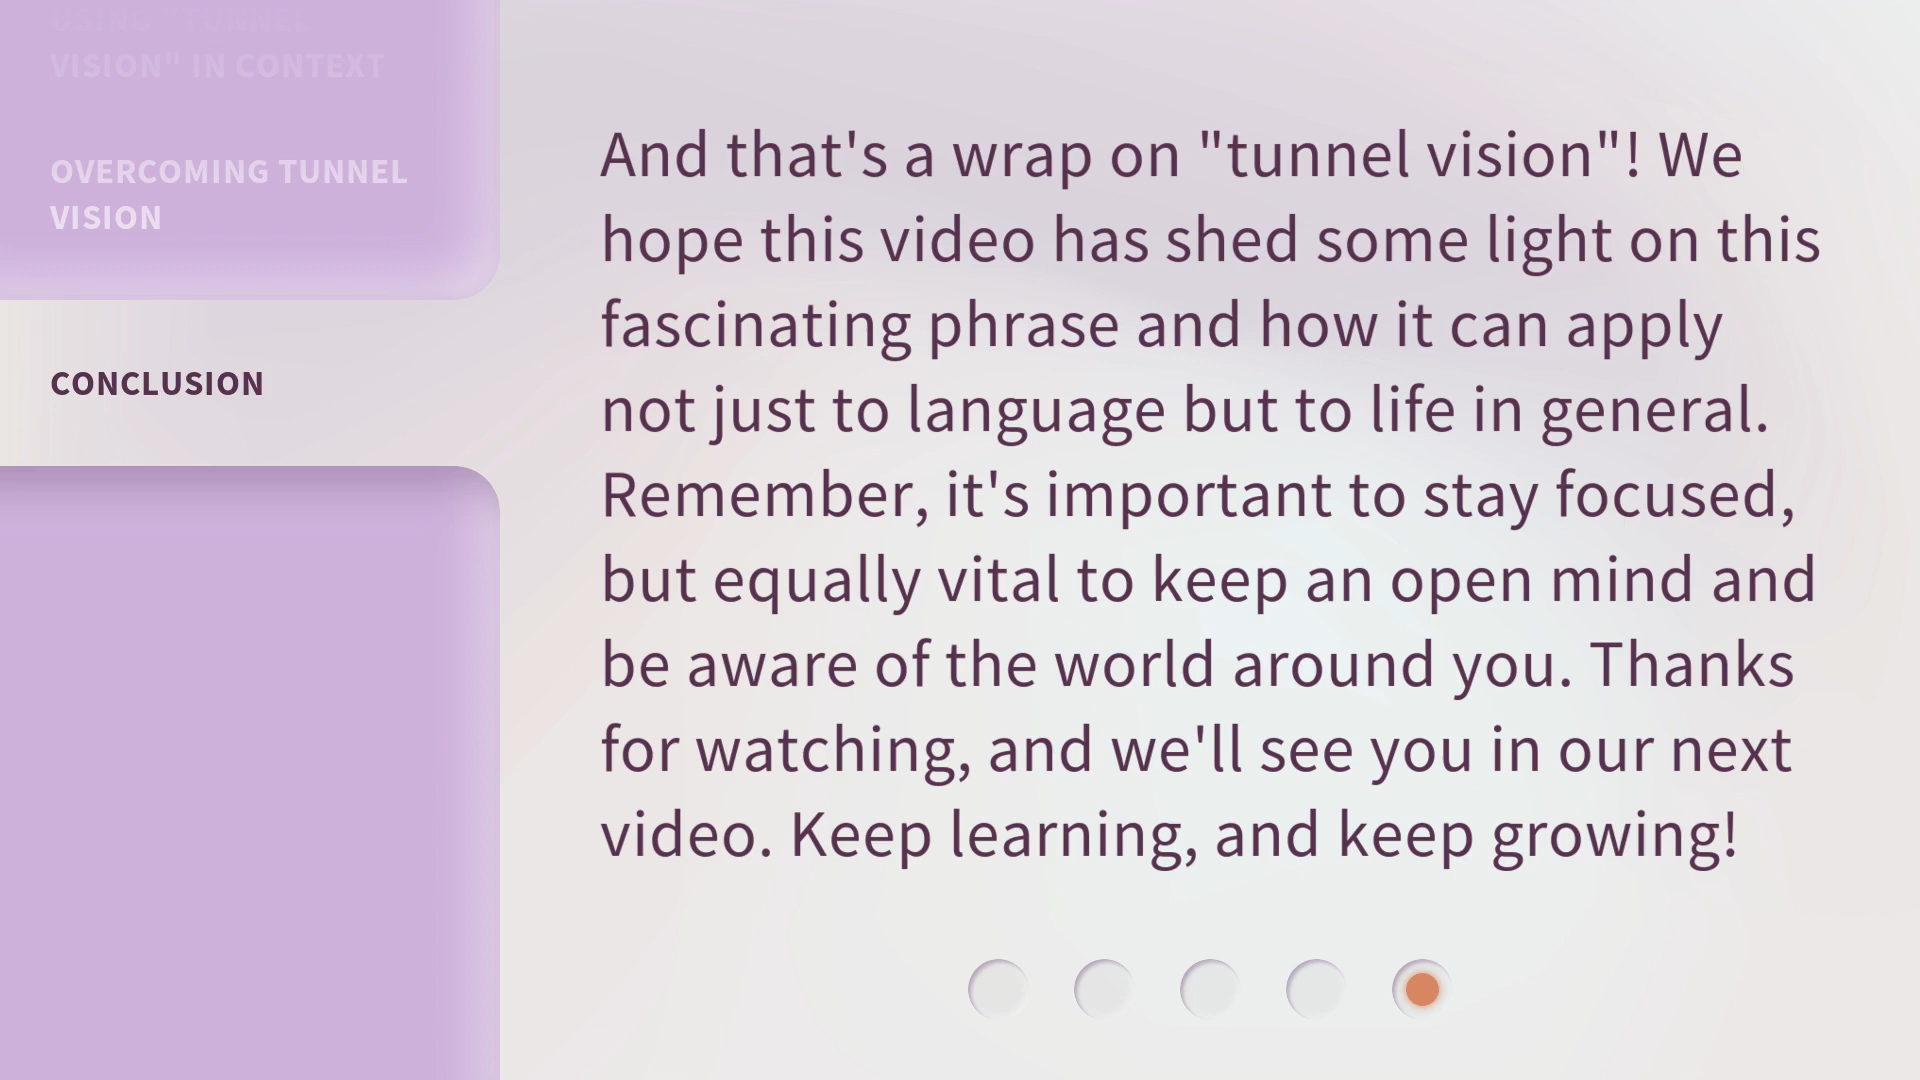 USING "TUNNEL
VISION" IN CONTEXT
OVERCOMING TUNNEL
VISION
CONCLUSION
And that's a wrap on "tunnel vision"! We
hope this video has shed some light on this
fascinating phrase and how it can apply
not just to language but to life in general.
Remember, it's important to stay focused,
but equally vital to keep an open mind and
be aware of the world around you. Thanks
for watching, and we'll see you in our next
video. Keep learning, and keep growing!